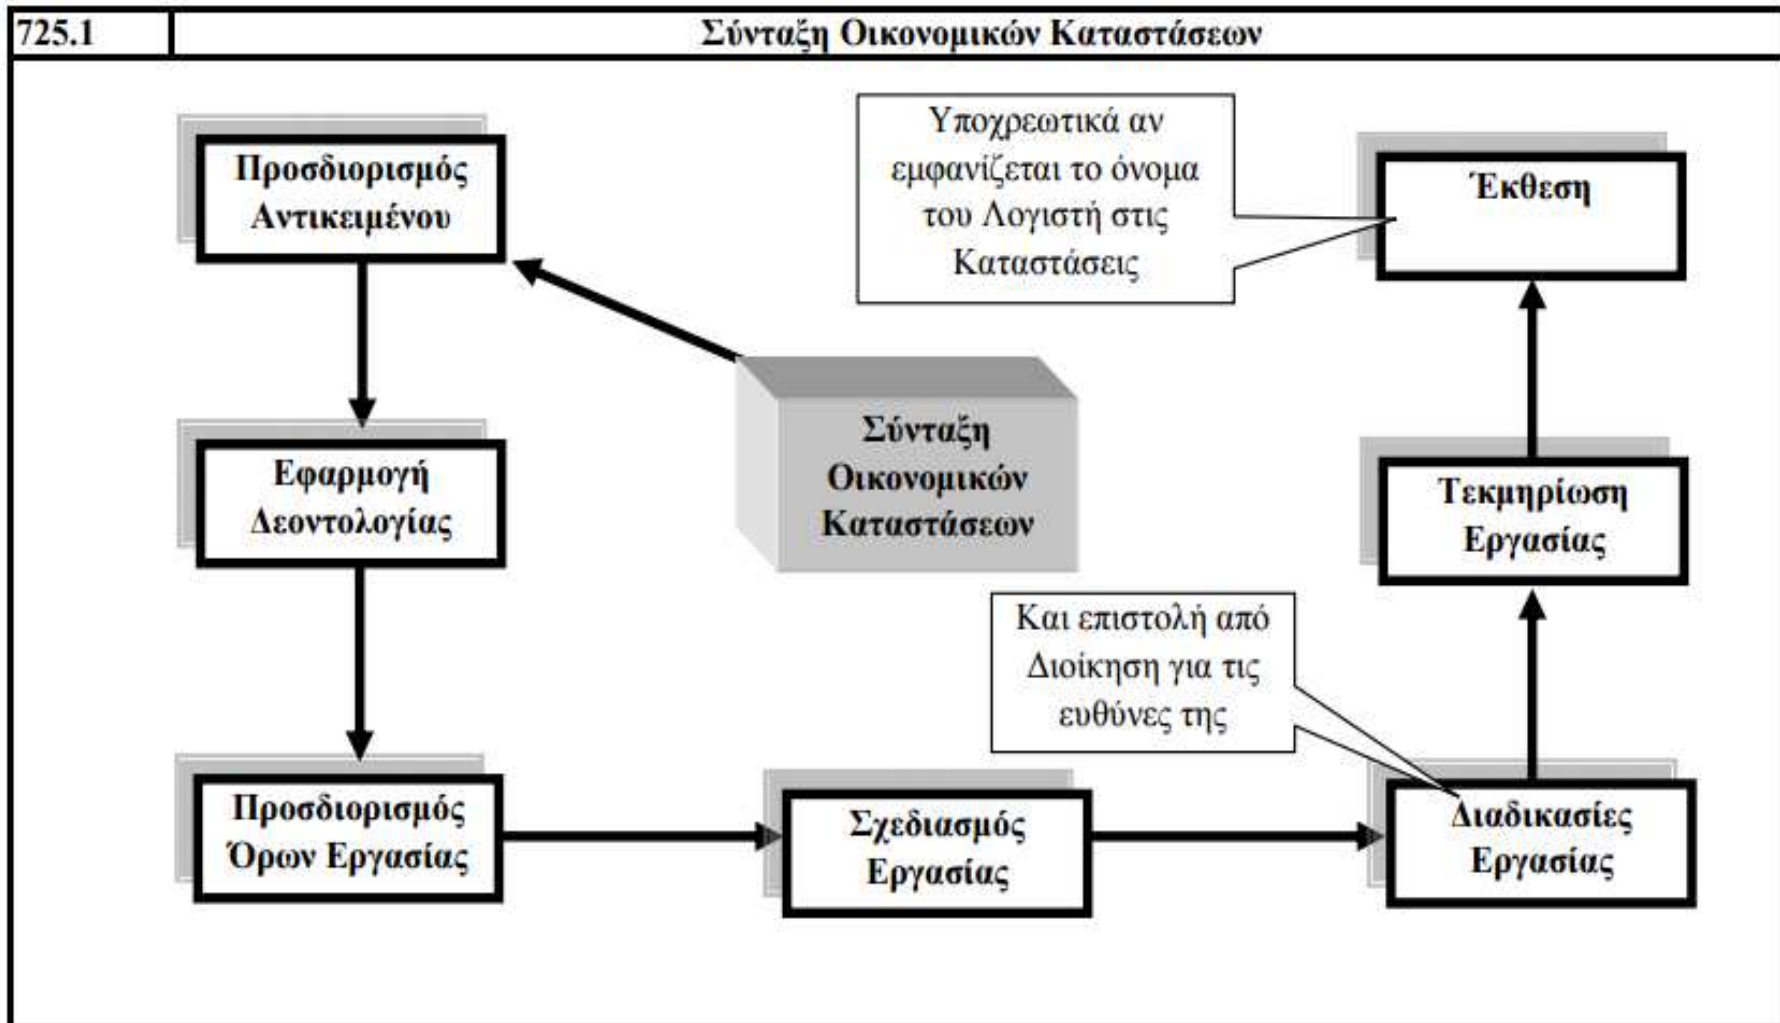 725.1 Σύνταξη Οικονομικών Καταστάσεων
Προσδιορισμός
Αντικειμένου
Υποχρεωτικά αν
εμφανίζεται το όνομα
του Λογιστή στις
Καταστάσεις
Έκθεση
Εφαρμογή
Δεοντολογίας
Σύνταξη
Οικονομικών
Καταστάσεων
Τεκμηρίωση
Εργασίας
Και επιστολή από
Διοίκηση για τις
ευθύνες της
Προσδιορισμός
Όρων Εργασίας
Σχεδιασμός
Εργασίας
Διαδικασίες
Εργασίας